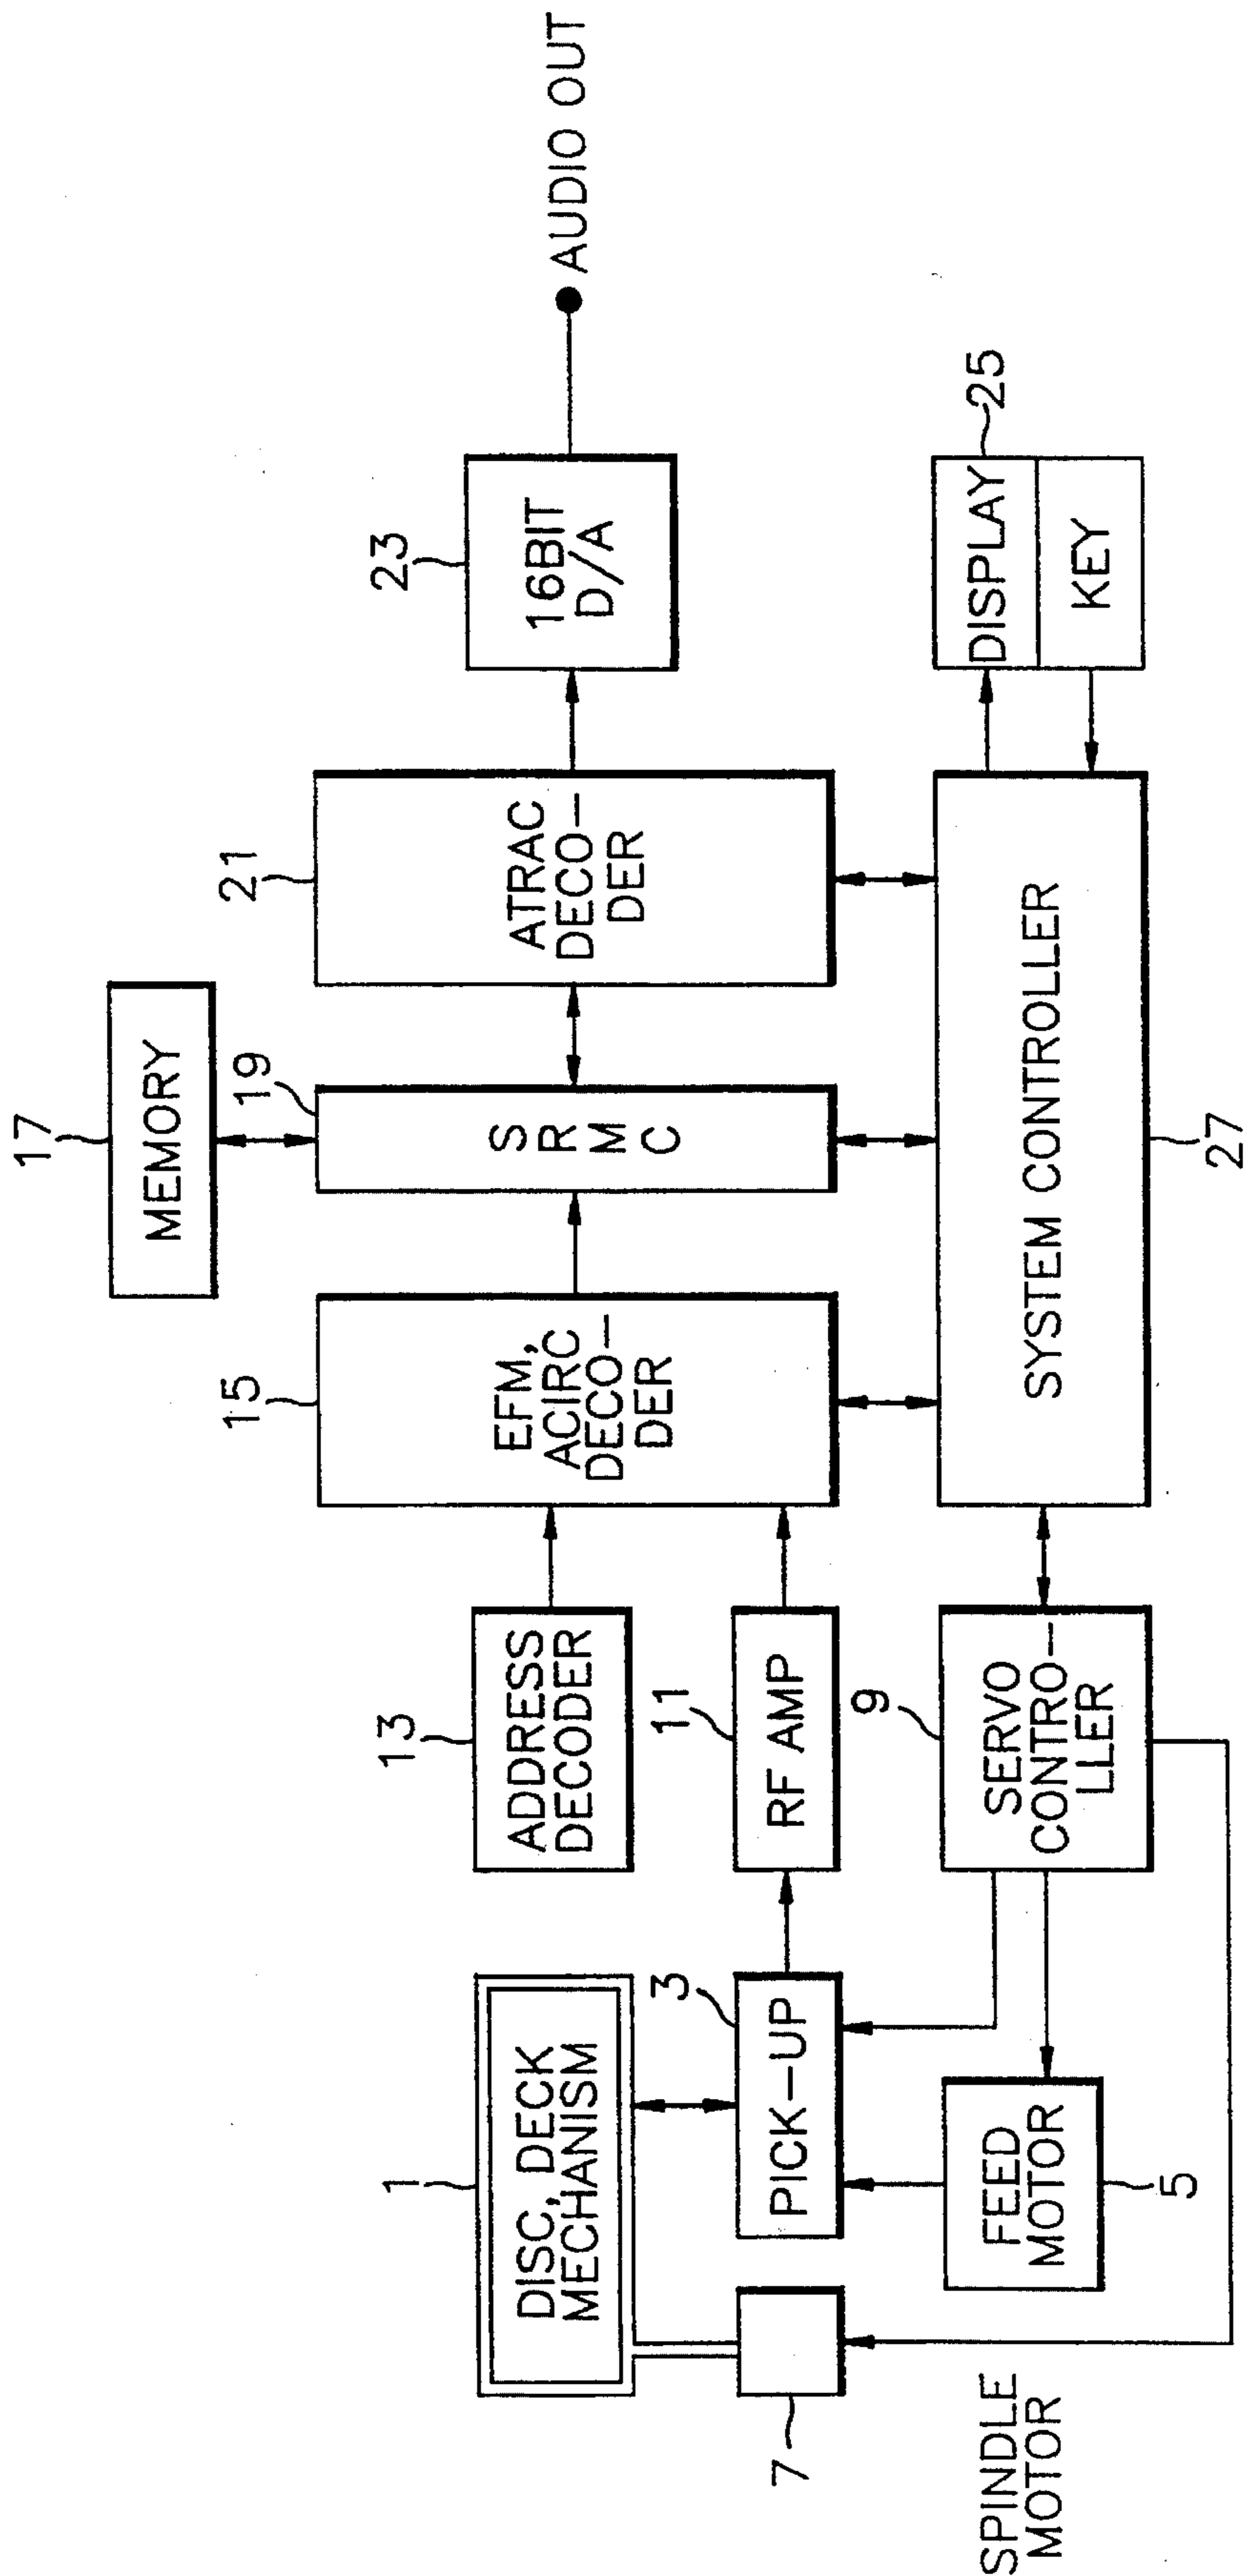 17
MEMORY
23
21
19
15
16BIT
D/A
AUDIO OUT
ATRAC
DECO-
DER
S
R
M
C
EFM,
ACIRC
DECO-
DER
13
ADDRESS
DECODER
1
DISC, DECK
MECHANISM
11
RF AMP
3
PICK-UP
7
SPINDLE
MOTOR
FEED
MOTOR
5
9
SERVO
CONTRO-
LLER
SYSTEM CONTROLLER
27
DISPLAY
25
KEY